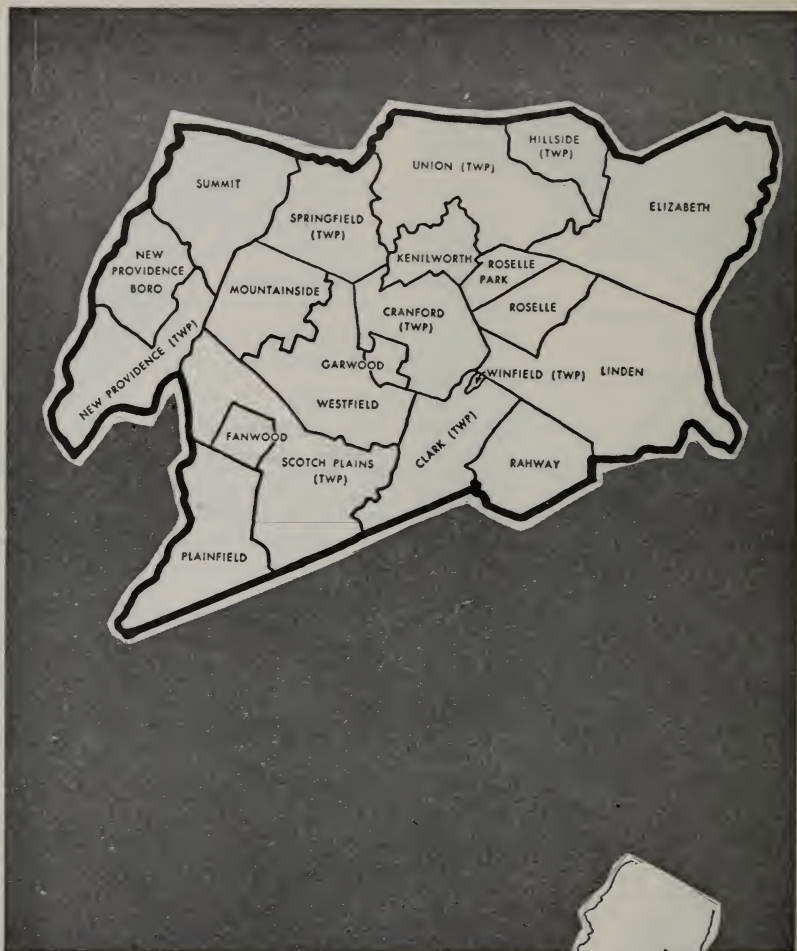 HILLSIDE
(TWP)
UNION (TWP)
SUMMIT
ELIZABETH
SPRINGFIELD
(TWP)
NEW
PROVIDENCE
BORO
KENILWORTH
ROSELLE
PARK
MOUNTAINSIDE
CRANFORD
(TWP)
ROSELLE
NEW PROVIDENCE (TWP)
GARWOOD
WINFIELD (TWP)
LINDEN
WESTFIELD
CLARK (TWP)
FANWOOD
SCOTCH PLAINS
(TWP)
RAHWAY
PLAINFIELD